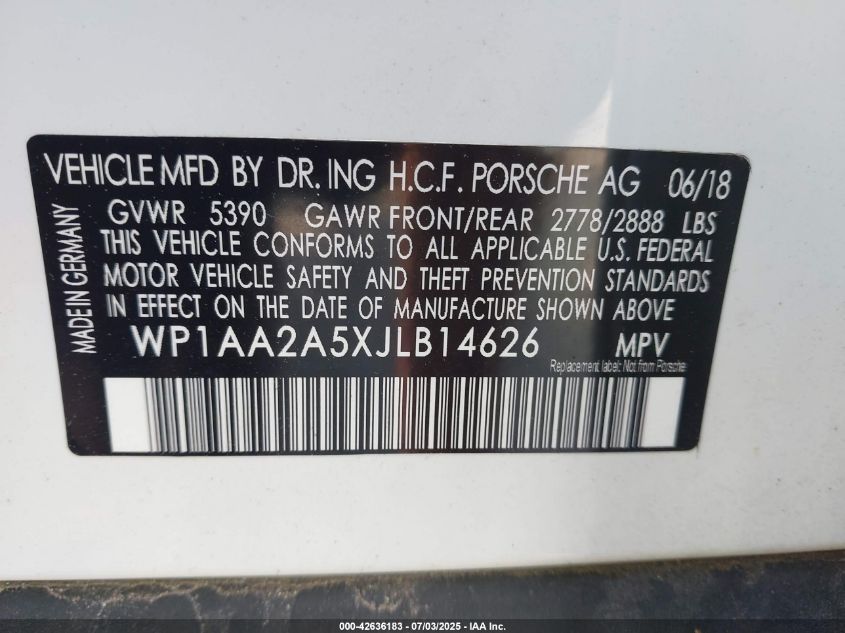 VEHICLE MFD BY DR. ING H.C.F. PORSCHE AG 06/18
GVWR 5390 GAWR FRONT/REAR 2778/2888 LBS
THIS VEHICLE CONFORMS TO ALL APPLICABLE U.S. FEDERAL
MOTOR VEHICLE SAFETY AND THEFT PREVENTION STANDARDS
IN EFFECT ON THE DATE OF MANUFACTURE SHOWN ABOVE
WP1AA2A5XJLB14626 MPV
Replacement label: Not from Porsche
MADE IN GERMANY
000-42636183 - 07/03/2025 - IAA Inc.